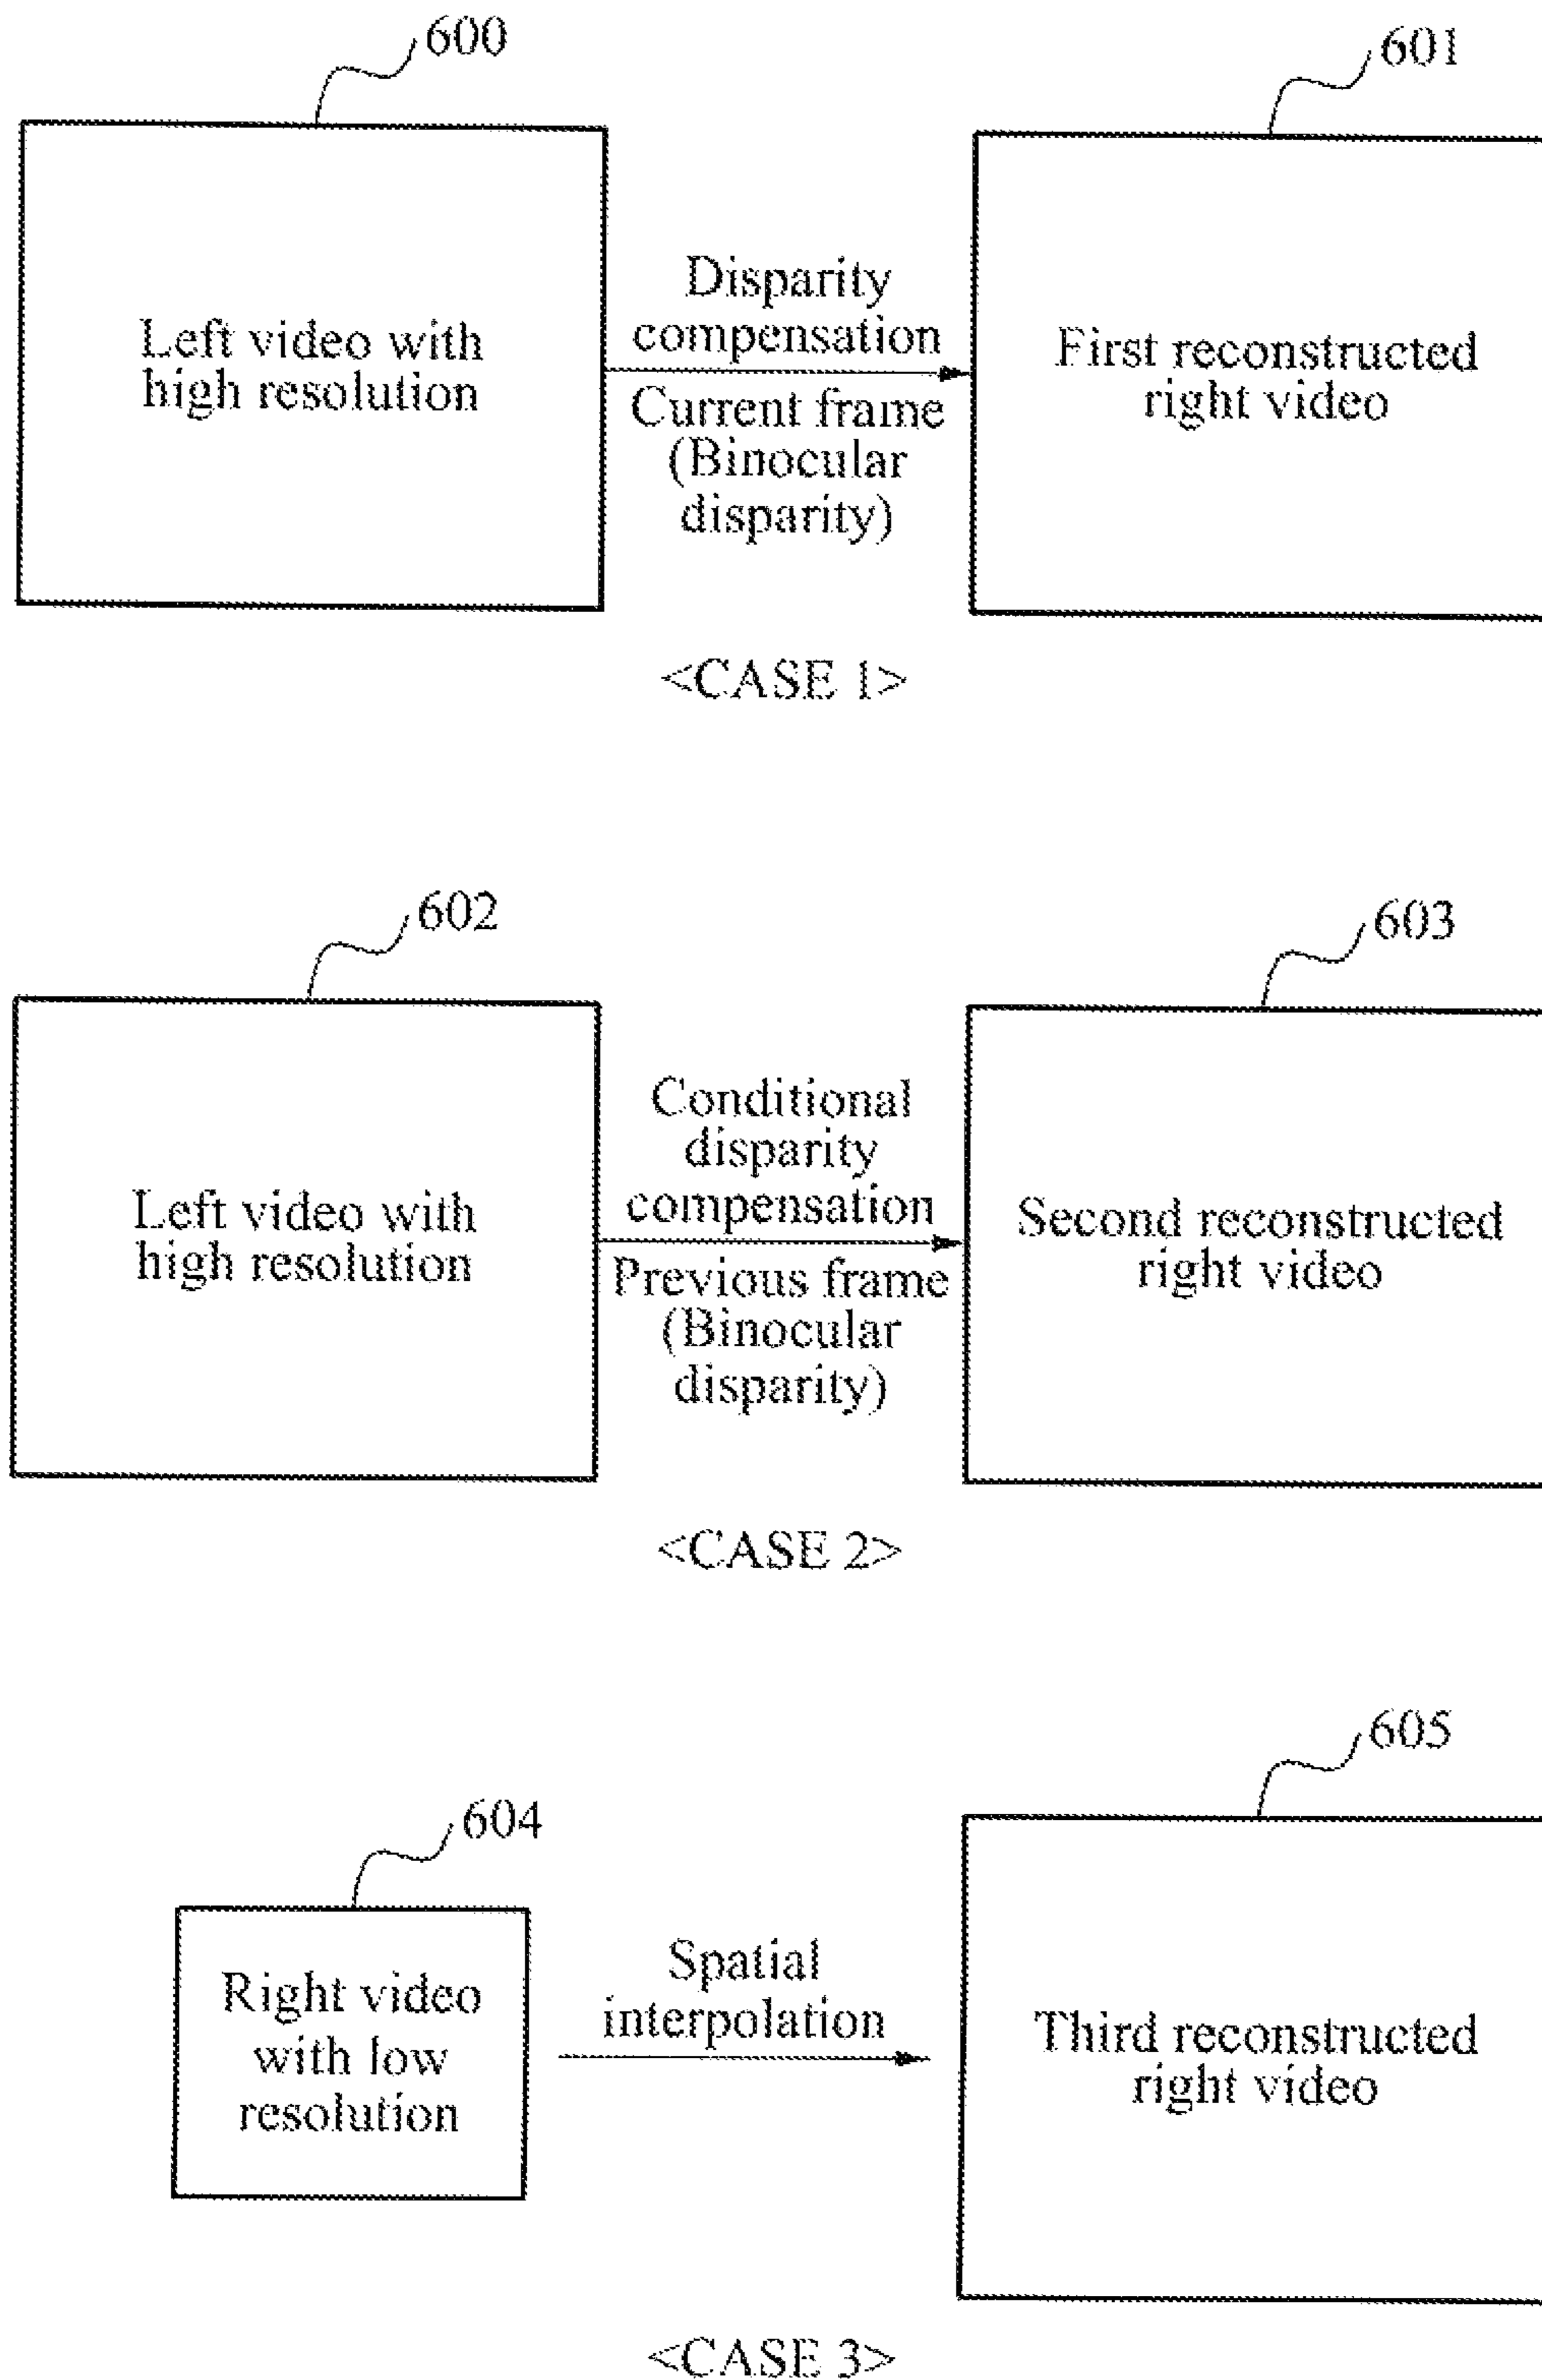 600
601
Left video with
high resolution
Disparity
compensation
Current frame
(Binocular
disparity)
First reconstructed
right video
<CASE 1>
602
603
Left video with
high resolution
Conditional
disparity
compensation
Previous frame
(Binocular
disparity)
Second reconstructed
right video
<CASE 2>
604
605
Right video
with low
resolution
Spatial
interpolation
Third reconstructed
right video
<CASE 3>